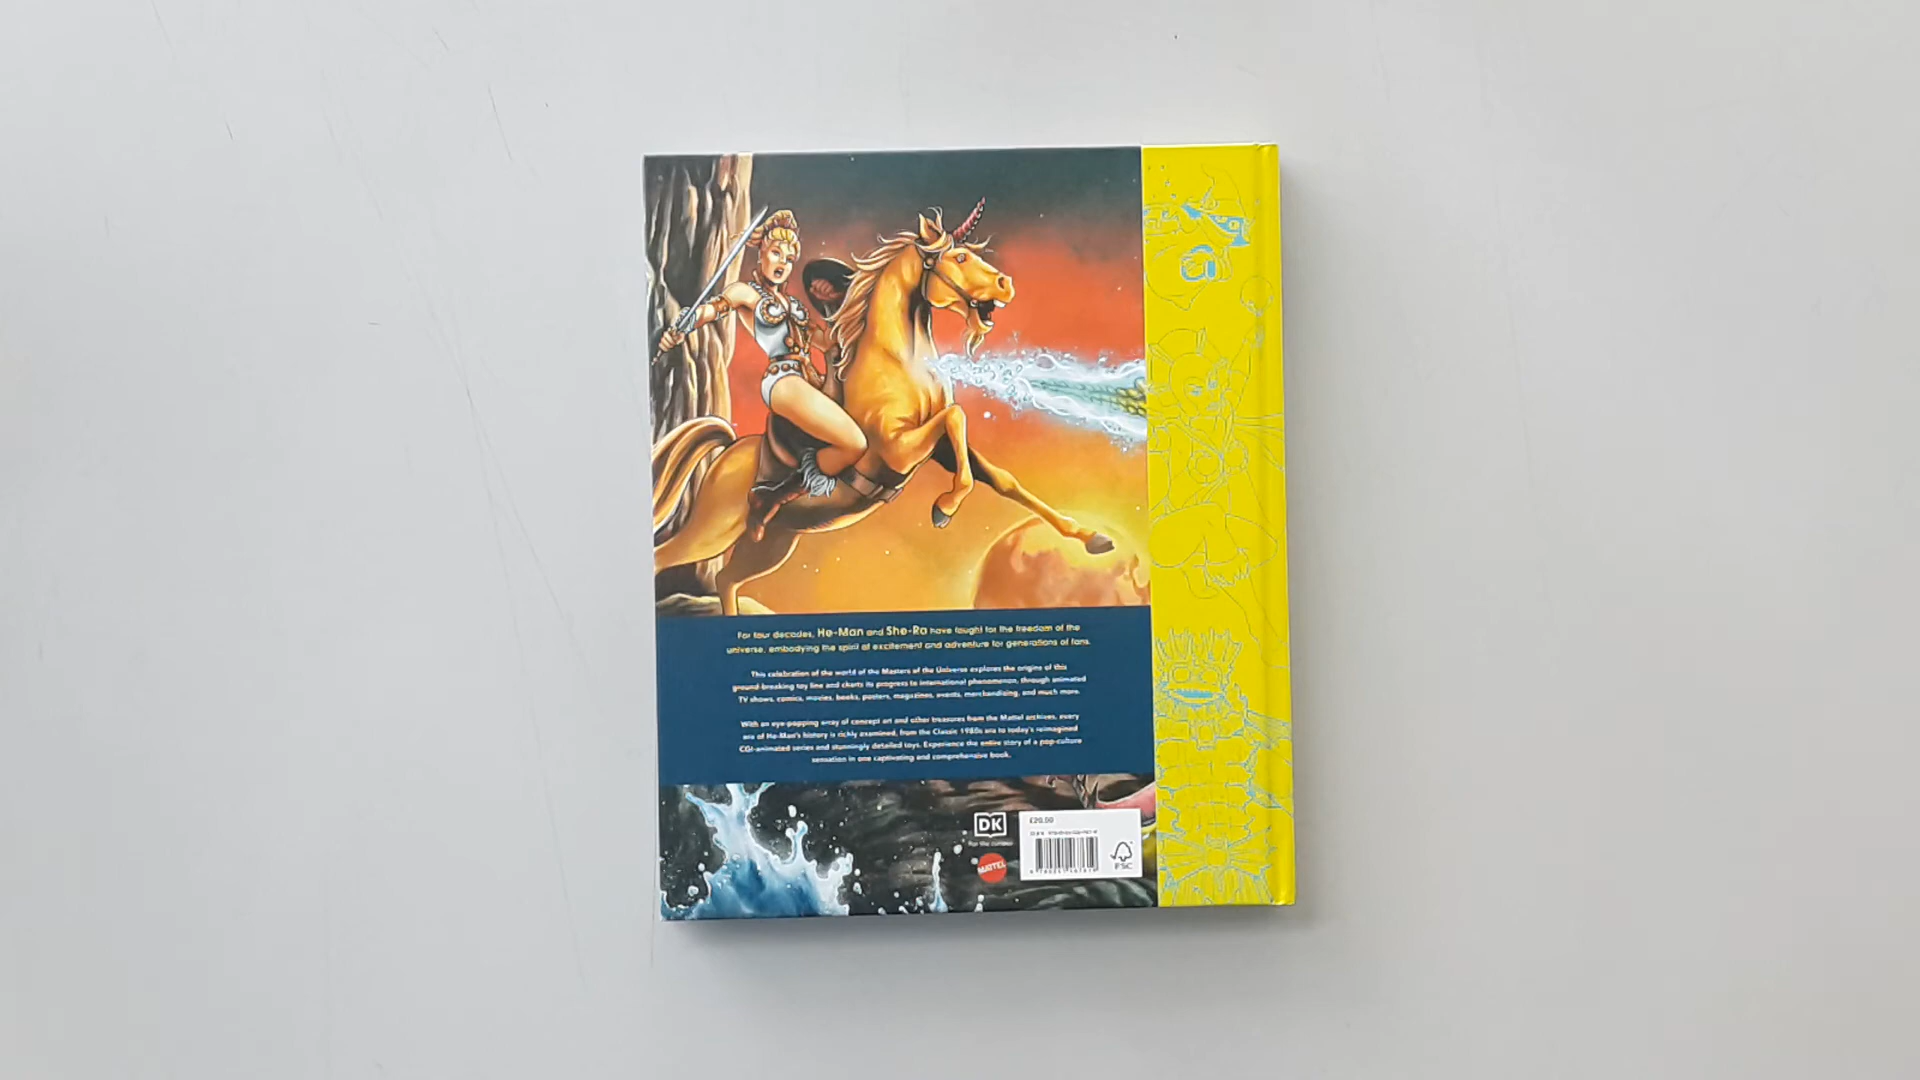 For four decades, He-Man and She-Ra have fought for the freedom of the
universe, embodying the spirit of excitement and adventure for generations of fans.
This celebration of the world of the Masters of the Universe explores the origins of this
ground-breaking toy line and charts its progress to international phenomenon, through animated
TV shows, comics, movies, books, posters, magazines, events, merchandising, and much more.
With an eye-popping array of concept art and other treasures from the Mattel archives, every
era of He-Man's history is richly examined, from the Classic 1980s era to today's reimagined
CGI-animated series and stunningly detailed toys. Experience the entire story of a pop-culture
sensation in one captivating and comprehensive book.
DK
For the curious
MATTEL
£20.00
FSC